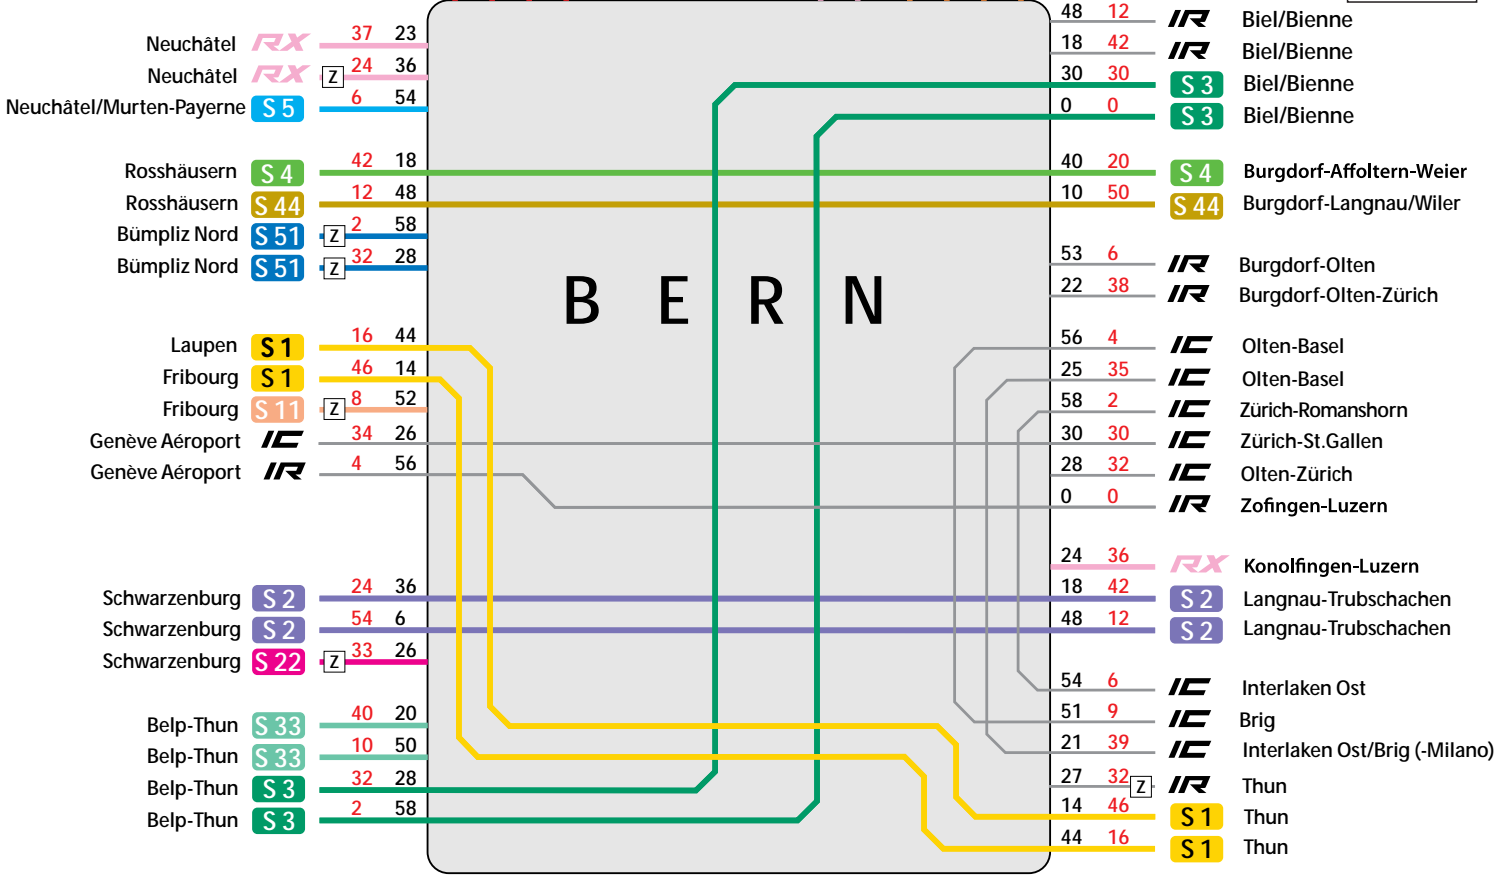 48 12 IR Biel/Bienne
Neuchâtel RX 37 23
18 42 IR Biel/Bienne
Neuchâtel RX Z 24 36
30 30 S 3 Biel/Bienne
Neuchâtel/Murten-Payerne S 5 6 54
0 0 S 3 Biel/Bienne
Rosshäusern S 4 42 18
40 20 S 4 Burgdorf-Affoltern-Weier
Rosshäusern S 44 12 48
10 50 S 44 Burgdorf-Langnau/Wiler
Bümpliz Nord S 51 Z 2 58
Bümpliz Nord S 51 Z 32 28
53 6 IR Burgdorf-Olten
22 38 IR Burgdorf-Olten-Zürich
BERN
Laupen S 1 16 44
56 4 IC Olten-Basel
Fribourg S 1 46 14
25 35 IC Olten-Basel
Fribourg S 11 Z 8 52
58 2 IC Zürich-Romanshorn
Genève Aéroport IC 34 26
30 30 IC Zürich-St.Gallen
Genève Aéroport IR 4 56
28 32 IC Olten-Zürich
0 0 IR Zofingen-Luzern
24 36 RX Konolfingen-Luzern
Schwarzenburg S 2 24 36
18 42 S 2 Langnau-Trubschachen
Schwarzenburg S 2 54 6
48 12 S 2 Langnau-Trubschachen
Schwarzenburg S 22 Z 33 26
54 6 IC Interlaken Ost
Belp-Thun S 33 40 20
51 9 IC Brig
Belp-Thun S 33 10 50
21 39 IC Interlaken Ost/Brig (-Milano)
Belp-Thun S 3 32 28
27 32 Z IR Thun
Belp-Thun S 3 2 58
14 46 S 1 Thun
44 16 S 1 Thun